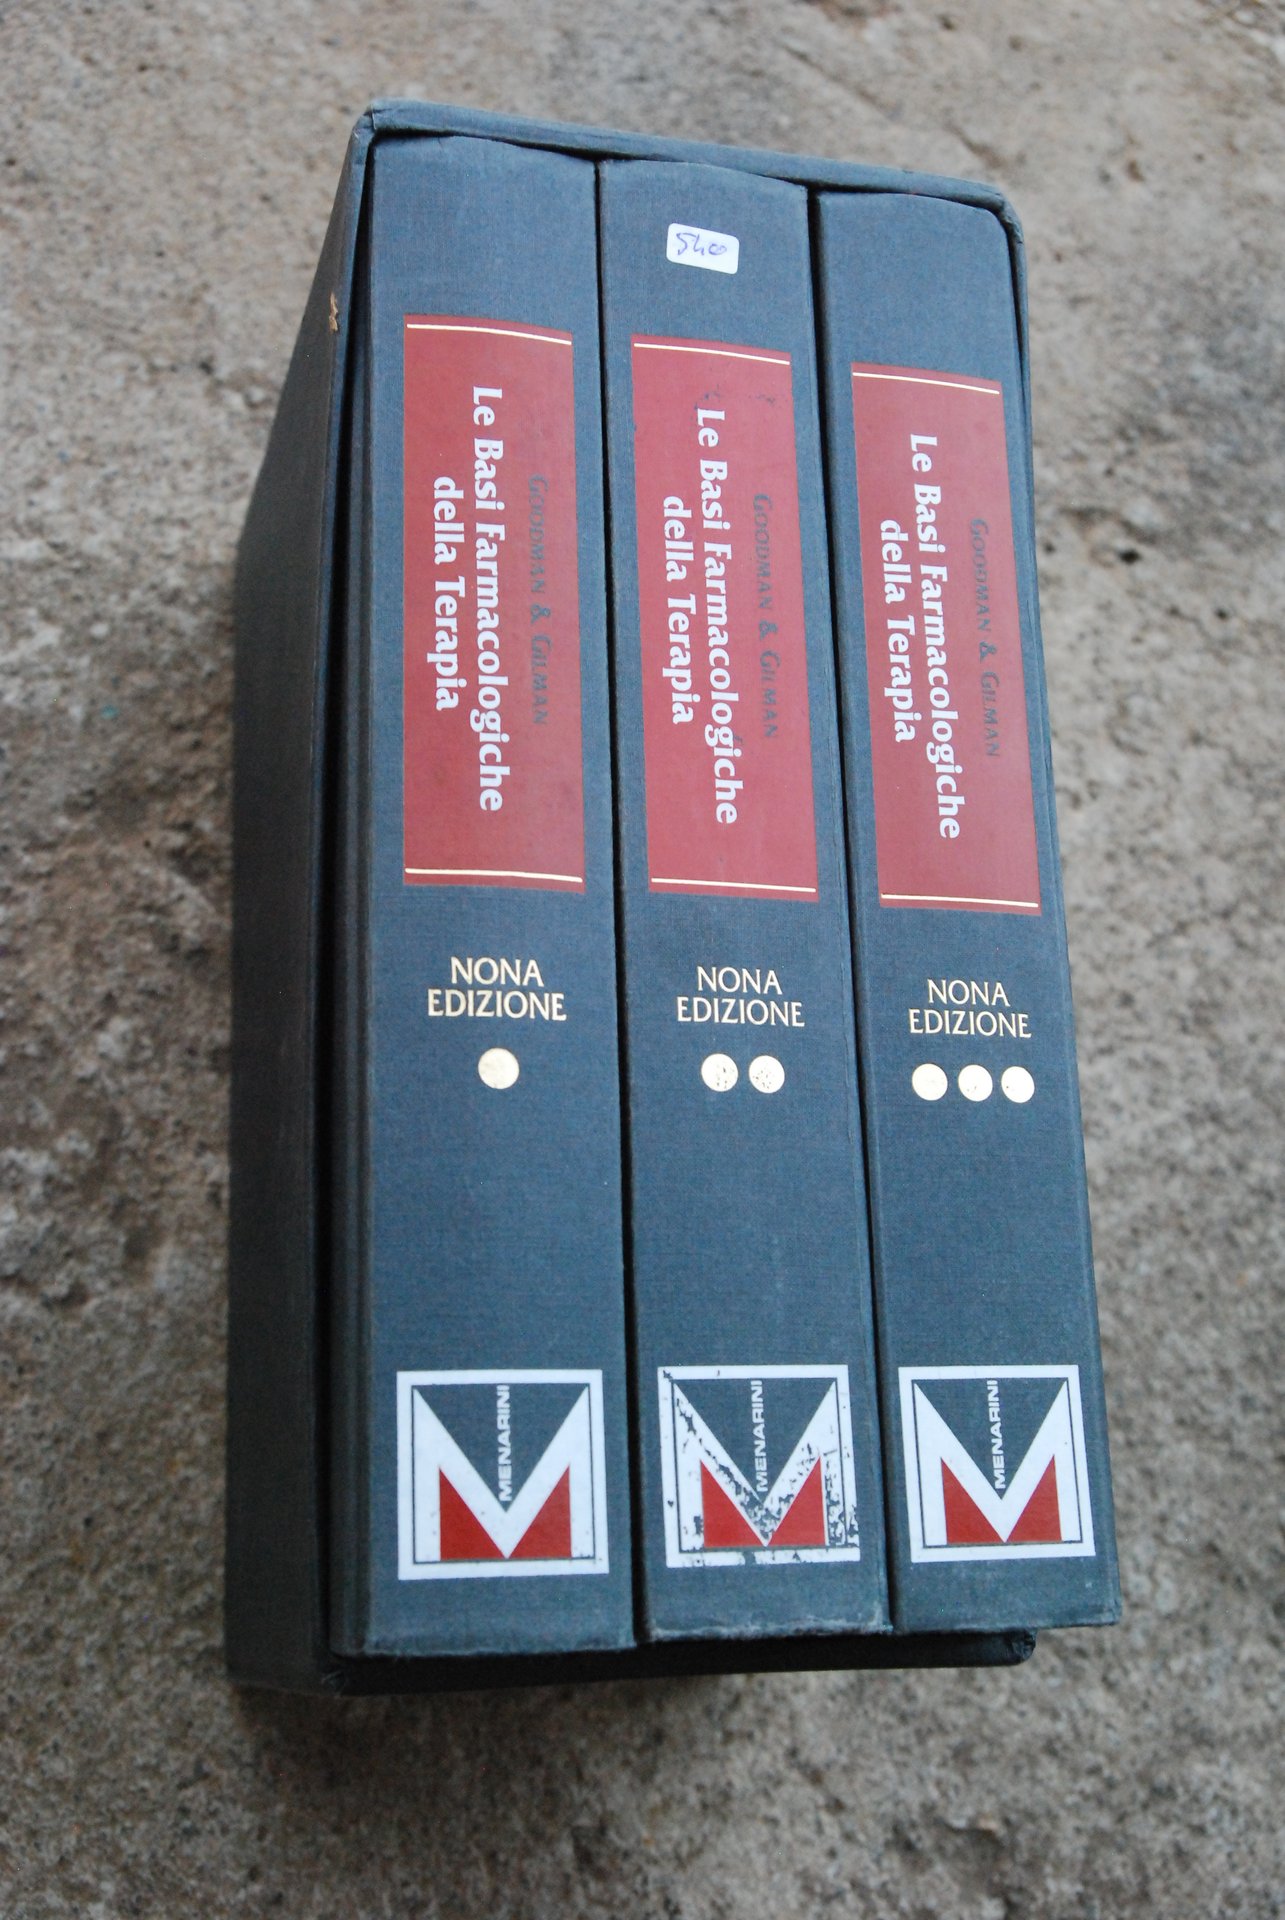 GOODMAN & GILMAN
Le Basi Farmacologiche
della Terapia
NONA
EDIZIONE
MENARINI
5400
GOODMAN & GILMAN
Le Basi Farmacologiche
della Terapia
NONA
EDIZIONE
MENARINI
GOODMAN & GILMAN
Le Basi Farmacologiche
della Terapia
NONA
EDIZIONE
MENARINI